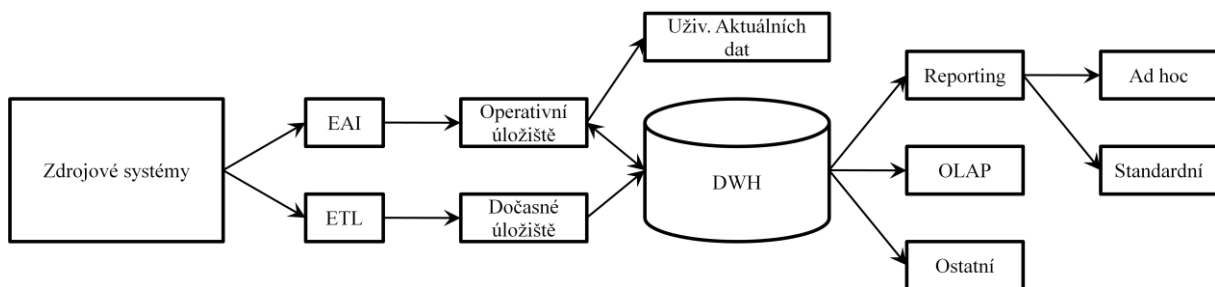 Zdrojové systémy
EAI
ETL
Operativní
úložiště
Dočasné
úložiště
Uživ. Aktuálních
dat
DWH
Reporting
OLAP
Ostatní
Ad hoc
Standardní